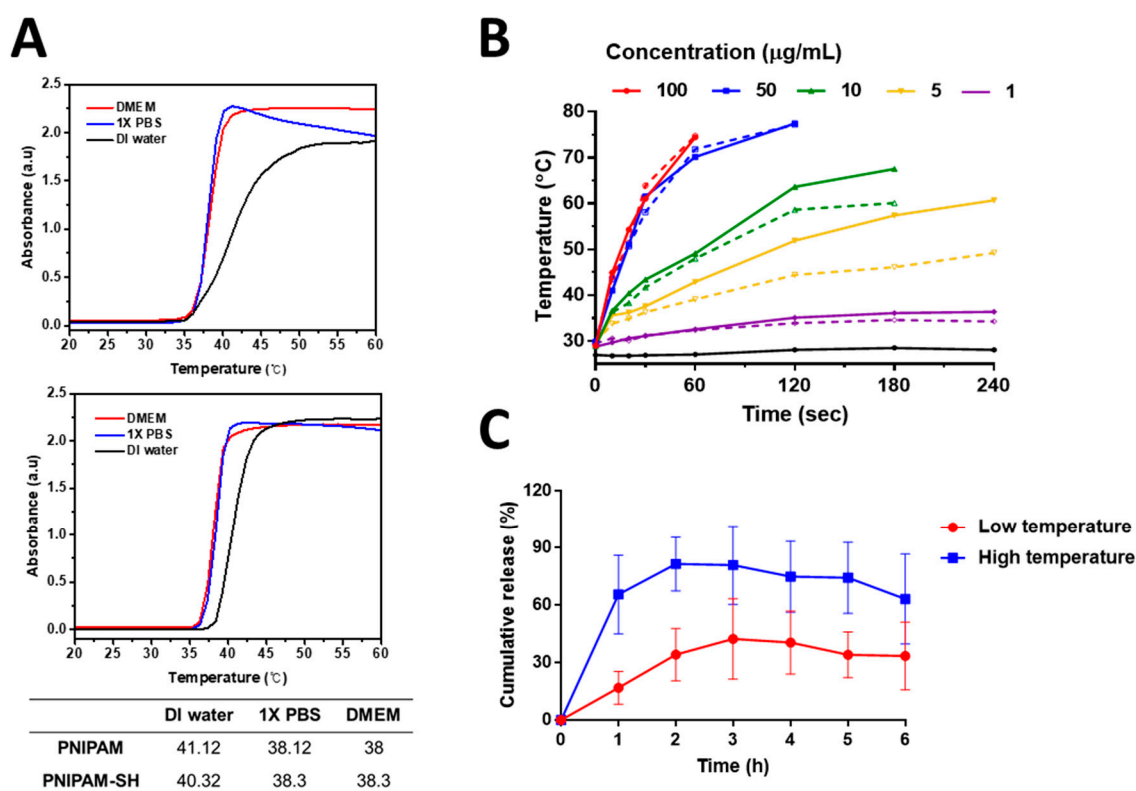 A
2.5
2.0
1.5
1.0
0.5
0.0
Absorbance (a.u)
DMEM
1X PBS
DI water
20 25 30 35 40 45 50 55 60
Temperature (℃)
2.5
2.0
1.5
1.0
0.5
0.0
Absorbance (a.u)
DMEM
1X PBS
DI water
20 25 30 35 40 45 50 55 60
Temperature (℃)
DI water 1X PBS DMEM
PNIPAM 41.12 38.12 38
PNIPAM-SH 40.32 38.3 38.3
B
Concentration (μg/mL)
100 50 10 5 1
80
70
60
50
40
30
Temperature (°C)
0 60 120 180 240
Time (sec)
C
120
90
60
30
0
Cumulative release (%)
0 1 2 3 4 5 6
Time (h)
Low temperature
High temperature